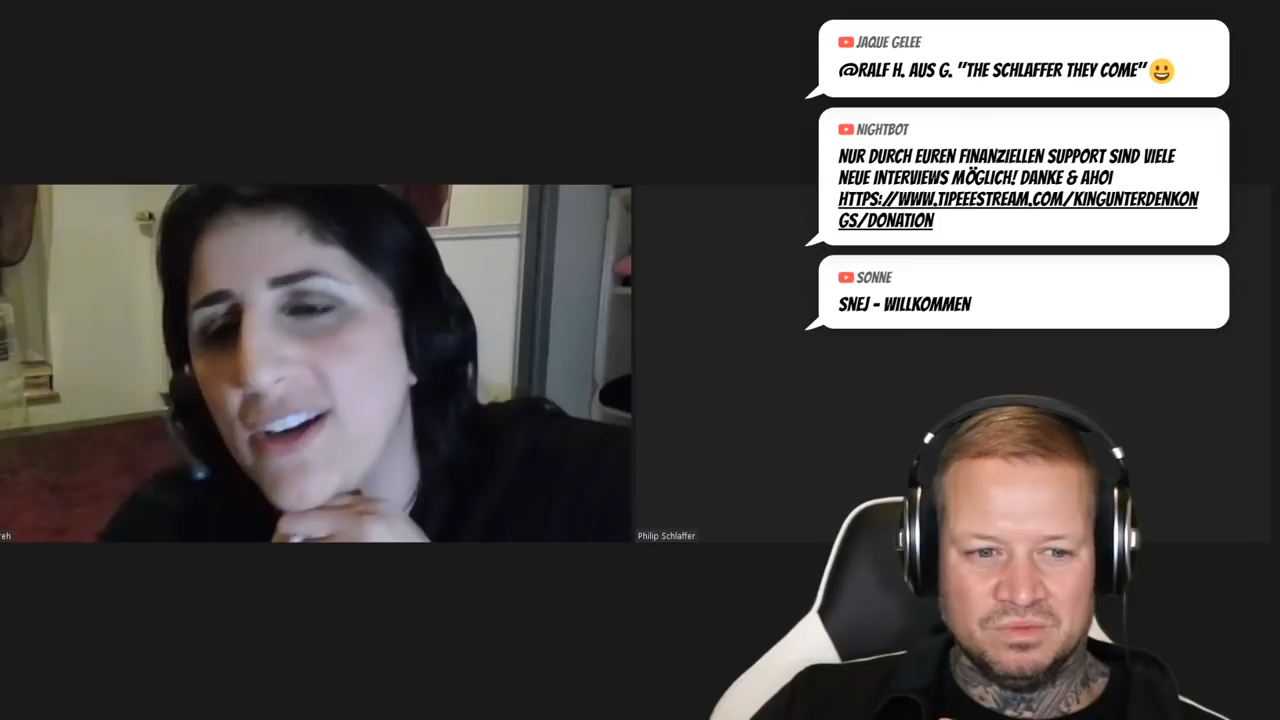 JAQUE GELEE
@RALF H. AUS G. "THE SCHLAFFER THEY COME"😀
NIGHTBOT
NUR DURCH EUREN FINANZIELLEN SUPPORT SIND VIELE
NEUE INTERVIEWS MÖGLICH! DANKE & AHOI
HTTPS://WWW.TIPEEESTREAM.COM/KINGUNTERDENKON
GS/DONATION
SONNE
SNEJ - WILLKOMMEN
reh
Philip Schlaffer